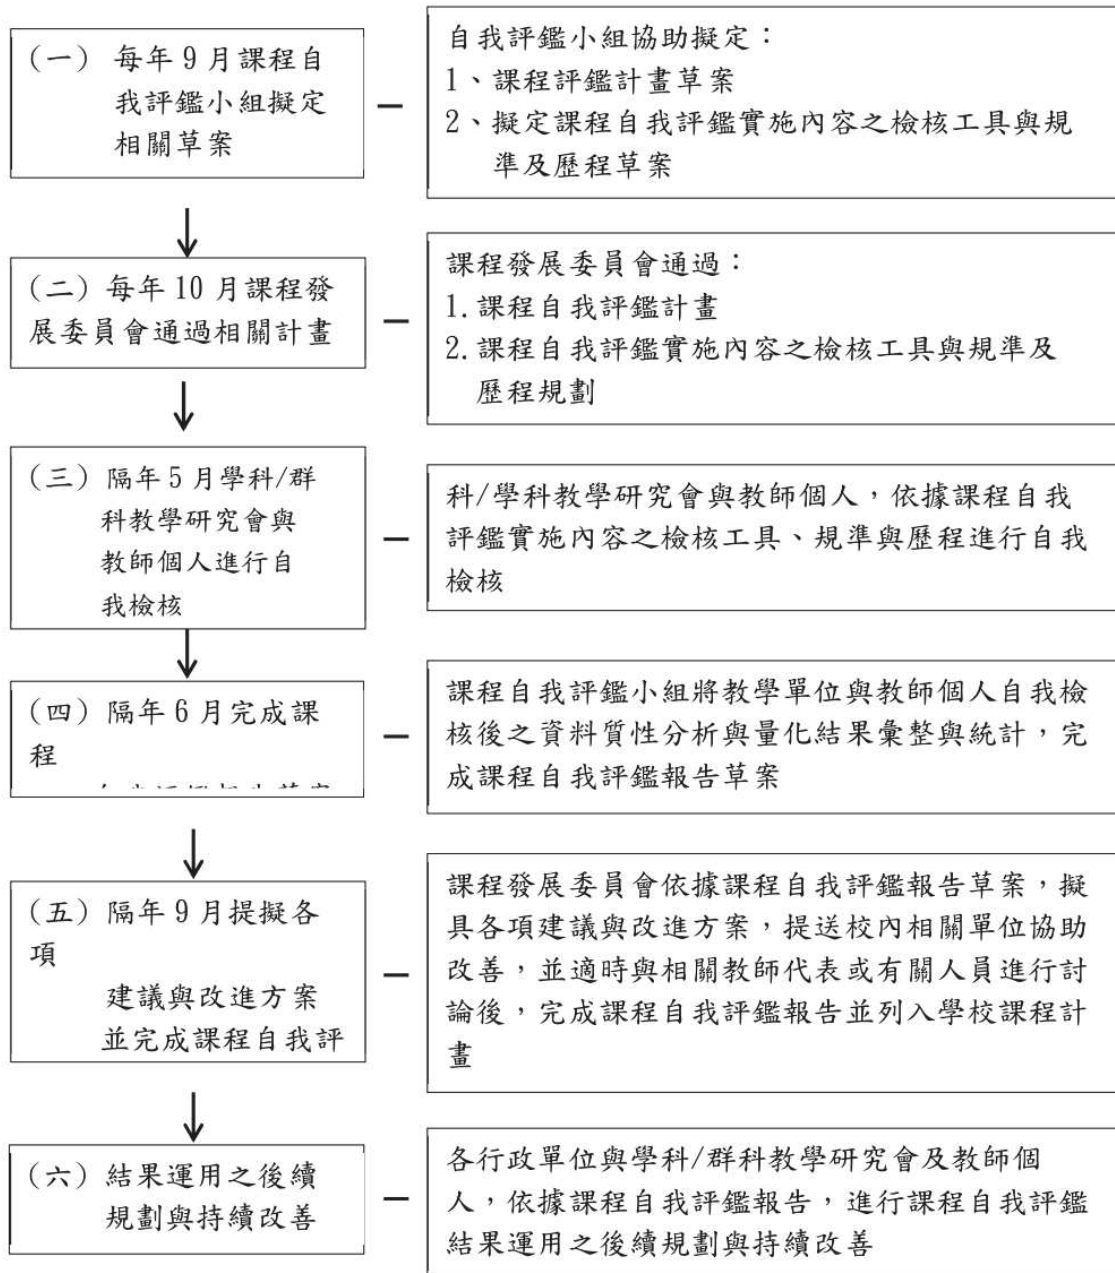 (一) 每年 9 月課程自
我評鑑小組擬定
相關草案
自我評鑑小組協助擬定：
1、課程評鑑計畫草案
2、擬定課程自我評鑑實施內容之檢核工具與規
準及歷程草案
(二) 每年 10 月課程發
展委員會通過相關計畫
課程發展委員會通過：
1.課程自我評鑑計畫
2.課程自我評鑑實施內容之檢核工具與規準及
歷程規劃
(三) 隔年 5 月學科/群
科教學研究會與
教師個人進行自
我檢核
科/學科教學研究會與教師個人，依據課程自我
評鑑實施內容之檢核工具、規準與歷程進行自我
檢核
(四) 隔年 6 月完成課
程
課程自我評鑑小組將教學單位與教師個人自我檢
核後之資料質性分析與量化結果彙整與統計，完
成課程自我評鑑報告草案
(五) 隔年 9 月提擬各
項
建議與改進方案
並完成課程自我評
課程發展委員會依據課程自我評鑑報告草案，擬
具各項建議與改進方案，提送校內相關單位協助
改善，並適時與相關教師代表或有關人員進行討
論後，完成課程自我評鑑報告並列入學校課程計
畫
(六) 結果運用之後續
規劃與持續改善
各行政單位與學科/群科教學研究會及教師個
人，依據課程自我評鑑報告，進行課程自我評鑑
結果運用之後續規劃與持續改善